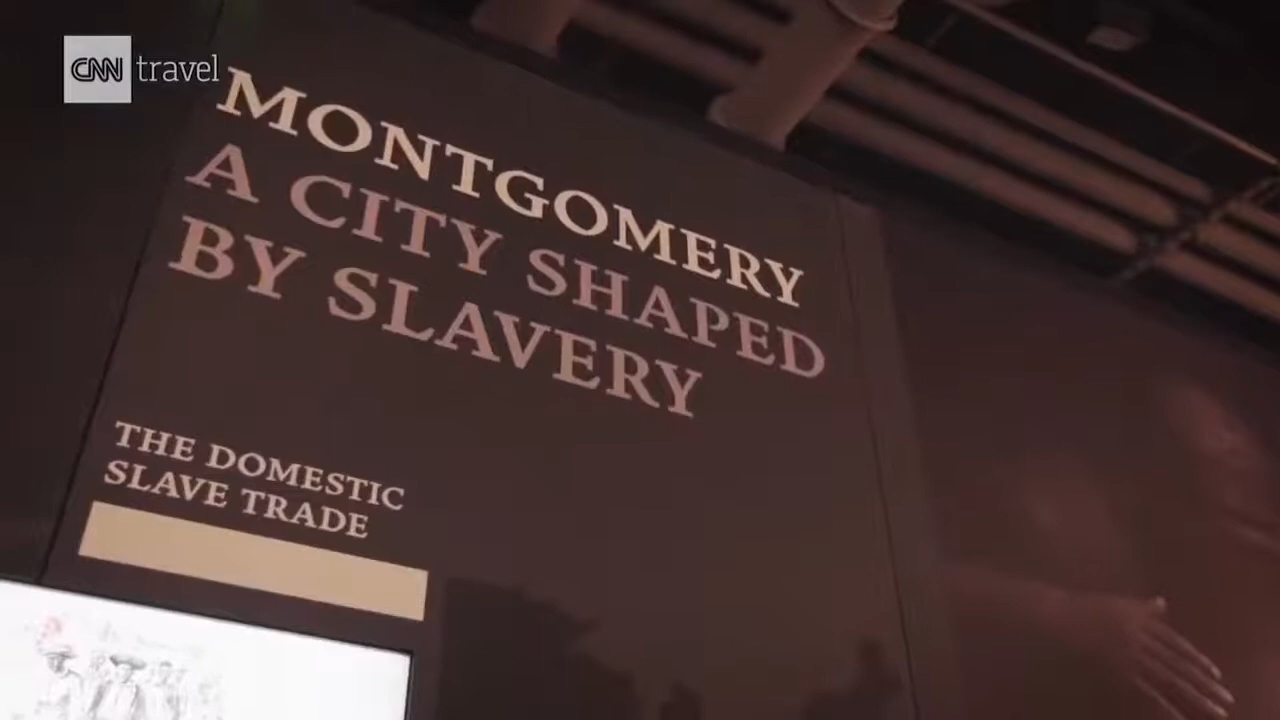 CNN travel
MONTGOMERY
A CITY SHAPED
BY SLAVERY
THE DOMESTIC
SLAVE TRADE